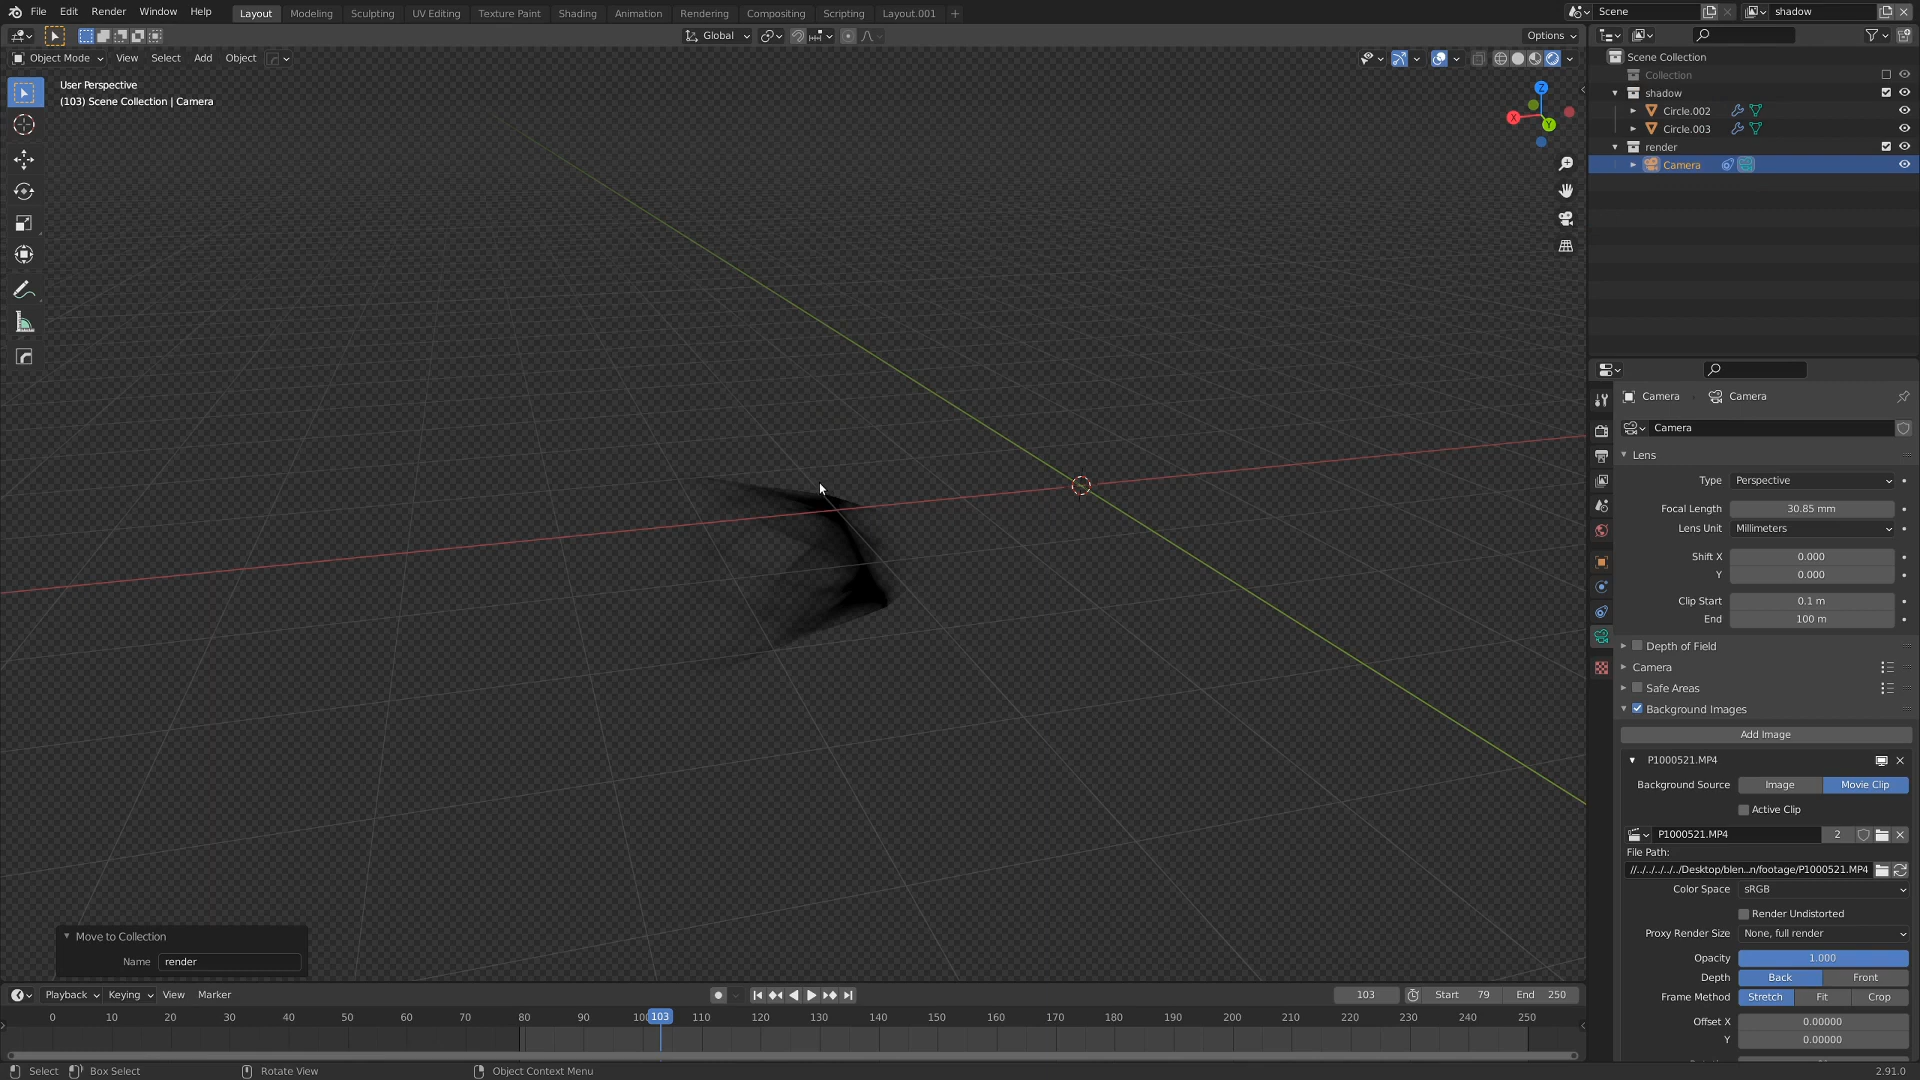 File Edit Render Window Help Layout Modeling Sculpting UV Editing Texture Paint Shading Animation Rendering Compositing Scripting Layout.001 + Scene shadow
Global Options
Object Mode View Select Add Object
User Perspective
(103) Scene Collection | Camera
Z
X
Y
Scene Collection
Collection
shadow
Circle.002
Circle.003
render
Camera
Camera Camera
Camera
Lens
Type Perspective
Focal Length 30.85 mm
Lens Unit Millimeters
Shift X 0.000
Y 0.000
Clip Start 0.1 m
End 100 m
Depth of Field
Camera
Safe Areas
Background Images
Add Image
P1000521.MP4
Background Source Image Movie Clip
Active Clip
P1000521.MP4 2
File Path:
//../../../../../Desktop/blen...n/footage/P1000521.MP4
Color Space sRGB
Render Undistorted
Proxy Render Size None, full render
Opacity 1.000
Depth Back Front
Frame Method Stretch Fit Crop
Offset X 0.00000
Y 0.00000
Move to Collection
Name render
Playback Keying View Marker 103 Start 79 End 250
0 10 20 30 40 50 60 70 80 90 100 103 110 120 130 140 150 160 170 180 190 200 210 220 230 240 250
Select Box Select Rotate View Object Context Menu 2.91.0